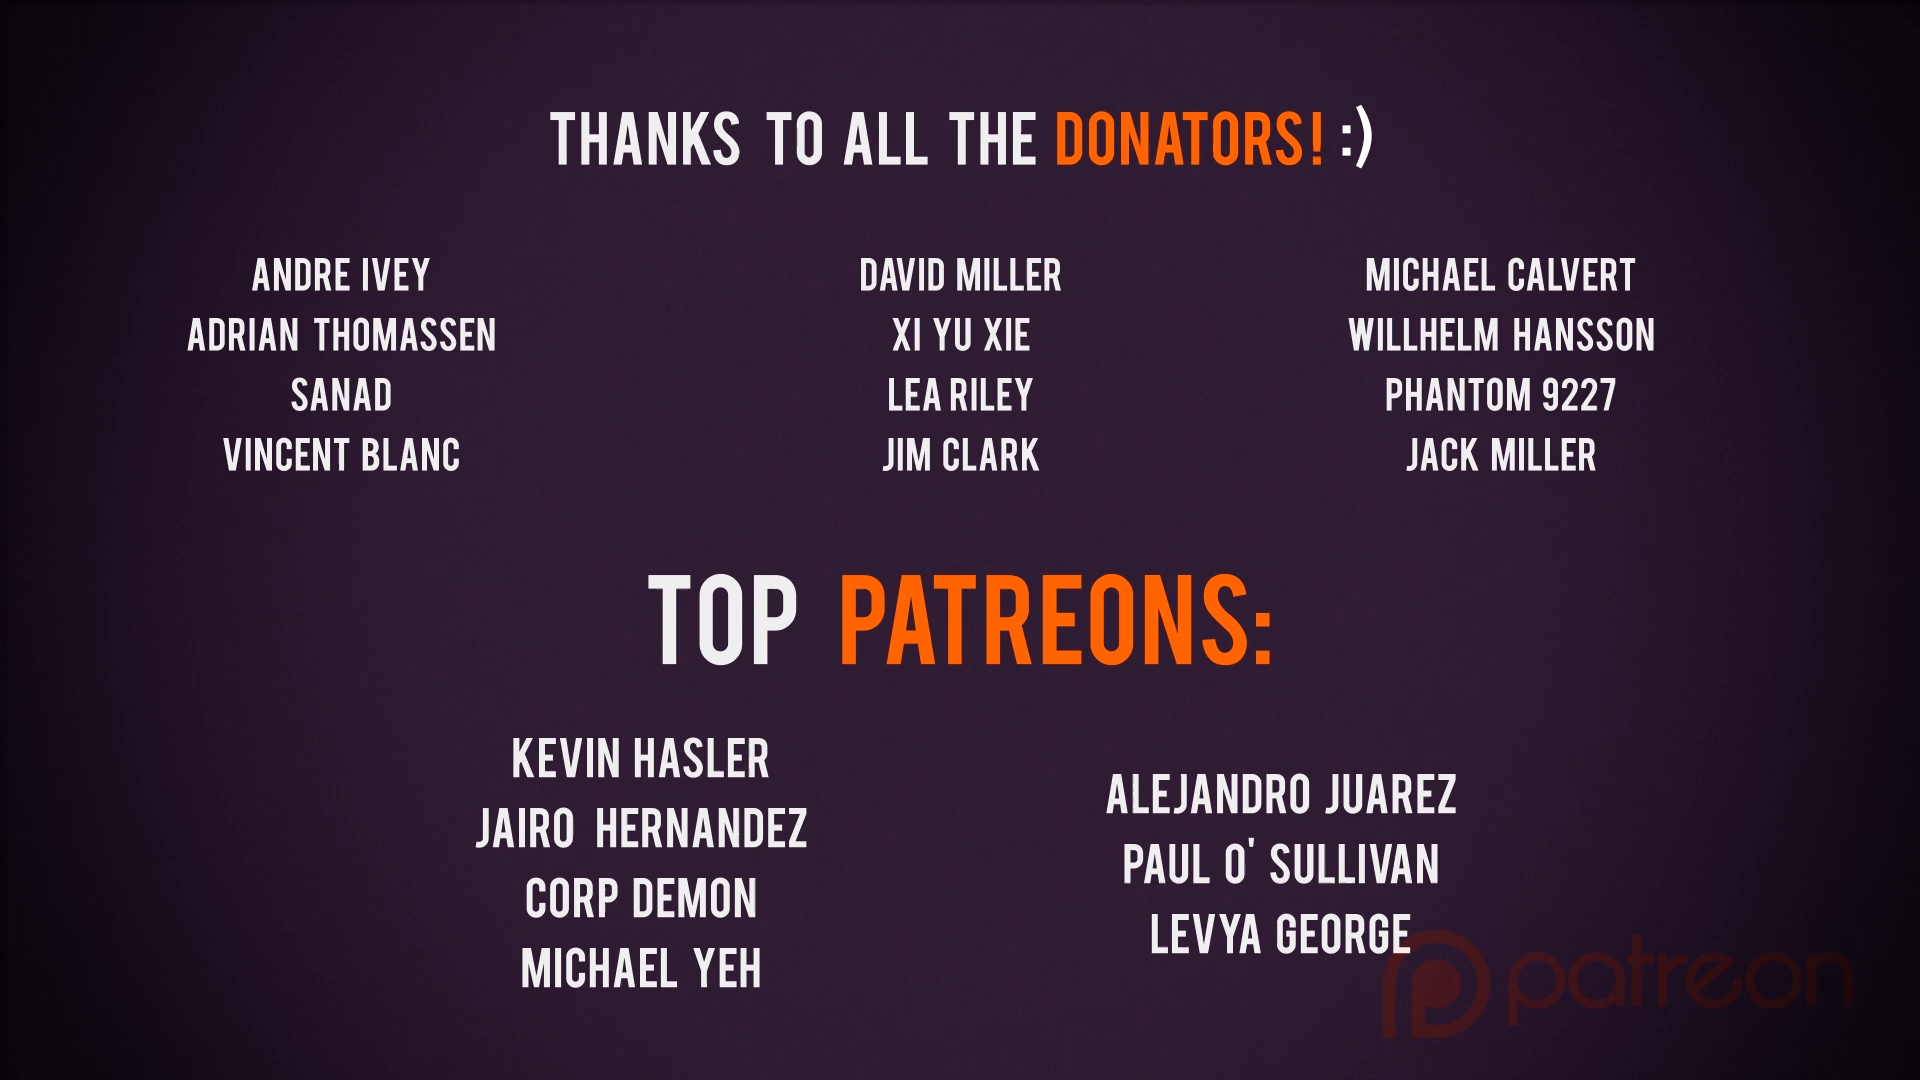 THANKS TO ALL THE DONATORS! :)
ANDRE IVEY
ADRIAN THOMASSEN
SANAD
VINCENT BLANC
DAVID MILLER
XI YU XIE
LEA RILEY
JIM CLARK
MICHAEL CALVERT
WILLHELM HANSSON
PHANTOM 9227
JACK MILLER
TOP PATREONS:
KEVIN HASLER
JAIRO HERNANDEZ
CORP DEMON
MICHAEL YEH
ALEJANDRO JUAREZ
PAUL O' SULLIVAN
LEVYA GEORGE
patreon